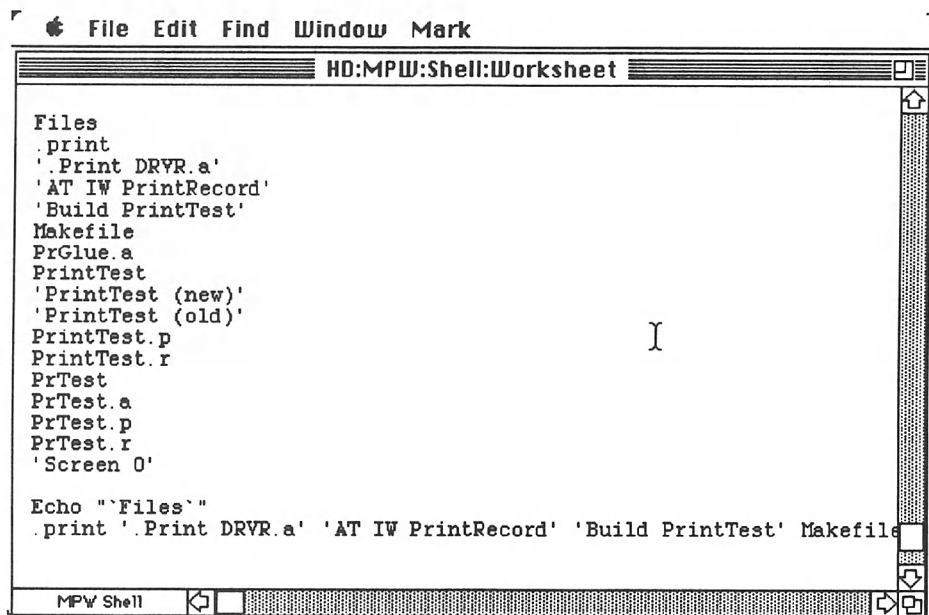 File Edit Find Window Mark
HD:MPW:Shell:Worksheet
Files
.print
'.Print DRVR.a'
'AT IW PrintRecord'
'Build PrintTest'
Makefile
PrGlue.a
PrintTest
'PrintTest (new)'
'PrintTest (old)'
PrintTest.p
PrintTest.r
PrTest
PrTest.a
PrTest.p
PrTest.r
'Screen 0'
Echo "`Files`"
.print '.Print DRVR.a' 'AT IW PrintRecord' 'Build PrintTest' Makefile
MPW Shell